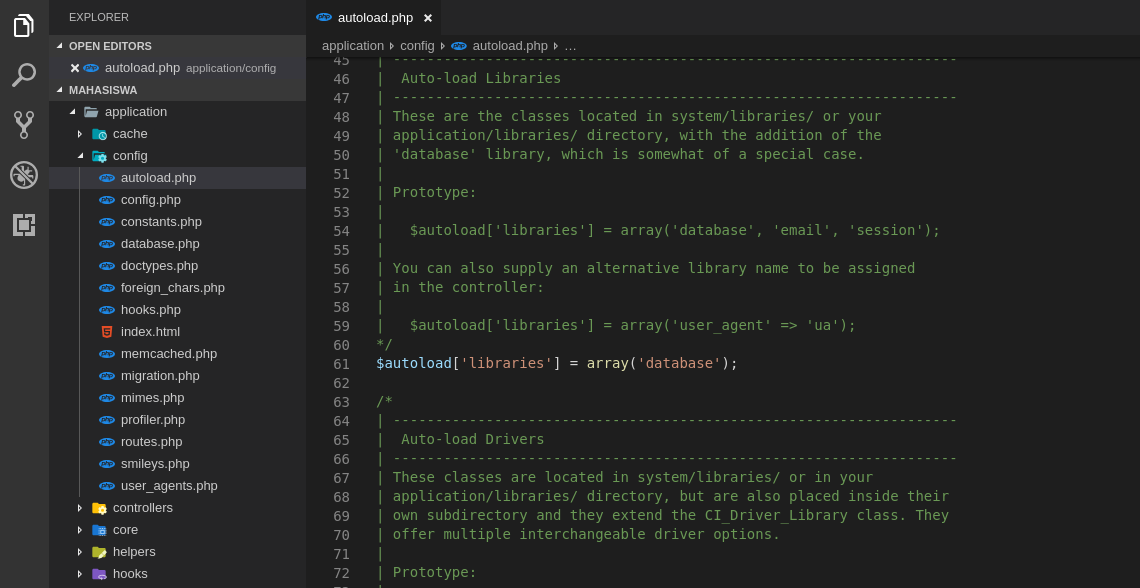 EXPLORER
OPEN EDITORS
autoload.php application/config
MAHASISWA
application
cache
config
autoload.php
config.php
constants.php
database.php
doctypes.php
foreign_chars.php
hooks.php
index.html
memcached.php
migration.php
mimes.php
profiler.php
routes.php
smileys.php
user_agents.php
controllers
core
helpers
hooks
autoload.php
application config autoload.php …
45 | -------------------------------------------------------------------
46 |  Auto-load Libraries
47 | -------------------------------------------------------------------
48 | These are the classes located in system/libraries/ or your
49 | application/libraries/ directory, with the addition of the
50 | 'database' library, which is somewhat of a special case.
51 |
52 | Prototype:
53 |
54 |   $autoload['libraries'] = array('database', 'email', 'session');
55 |
56 | You can also supply an alternative library name to be assigned
57 | in the controller:
58 |
59 |   $autoload['libraries'] = array('user_agent' => 'ua');
60 */
61 $autoload['libraries'] = array('database');
62
63 /*
64 | -------------------------------------------------------------------
65 |  Auto-load Drivers
66 | -------------------------------------------------------------------
67 | These classes are located in system/libraries/ or in your
68 | application/libraries/ directory, but are also placed inside their
69 | own subdirectory and they extend the CI_Driver_Library class. They
70 | offer multiple interchangeable driver options.
71 |
72 | Prototype: